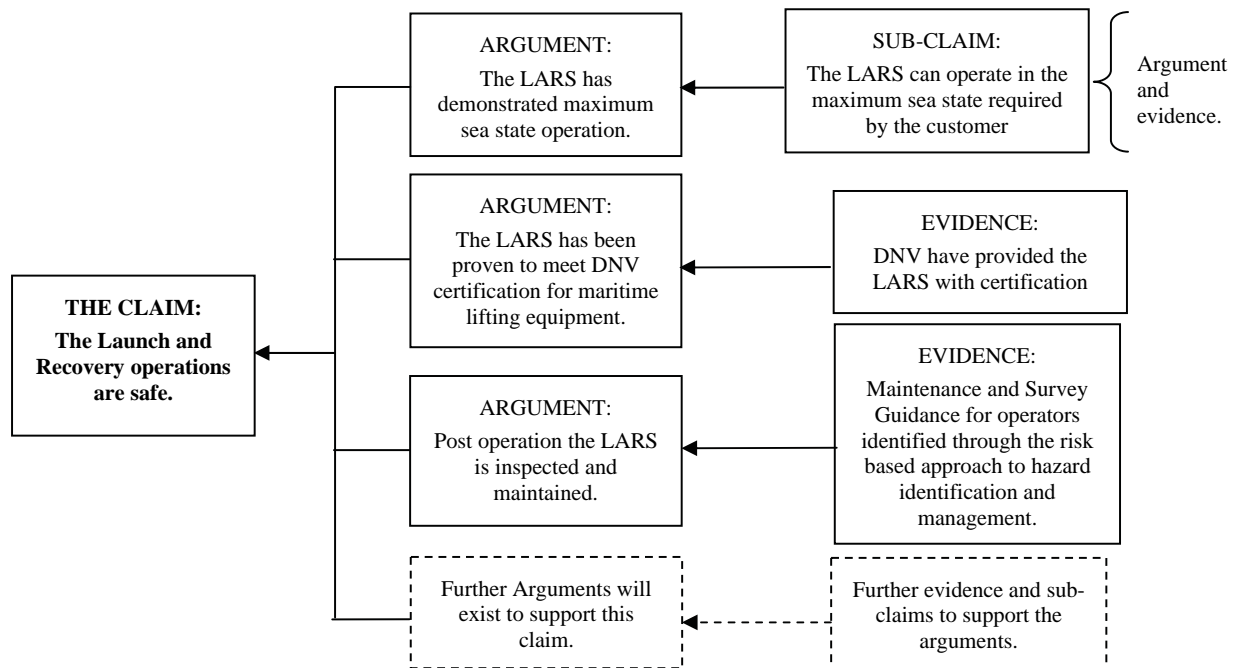 THE CLAIM:
The Launch and
Recovery operations
are safe.
ARGUMENT:
The LARS has
demonstrated maximum
sea state operation.
SUB-CLAIM:
The LARS can operate in the
maximum sea state required
by the customer
Argument
and
evidence.
ARGUMENT:
The LARS has been
proven to meet DNV
certification for maritime
lifting equipment.
EVIDENCE:
DNV have provided the
LARS with certification
ARGUMENT:
Post operation the LARS
is inspected and
maintained.
EVIDENCE:
Maintenance and Survey
Guidance for operators
identified through the risk
based approach to hazard
identification and
management.
Further Arguments will
exist to support this
claim.
Further evidence and sub-
claims to support the
arguments.